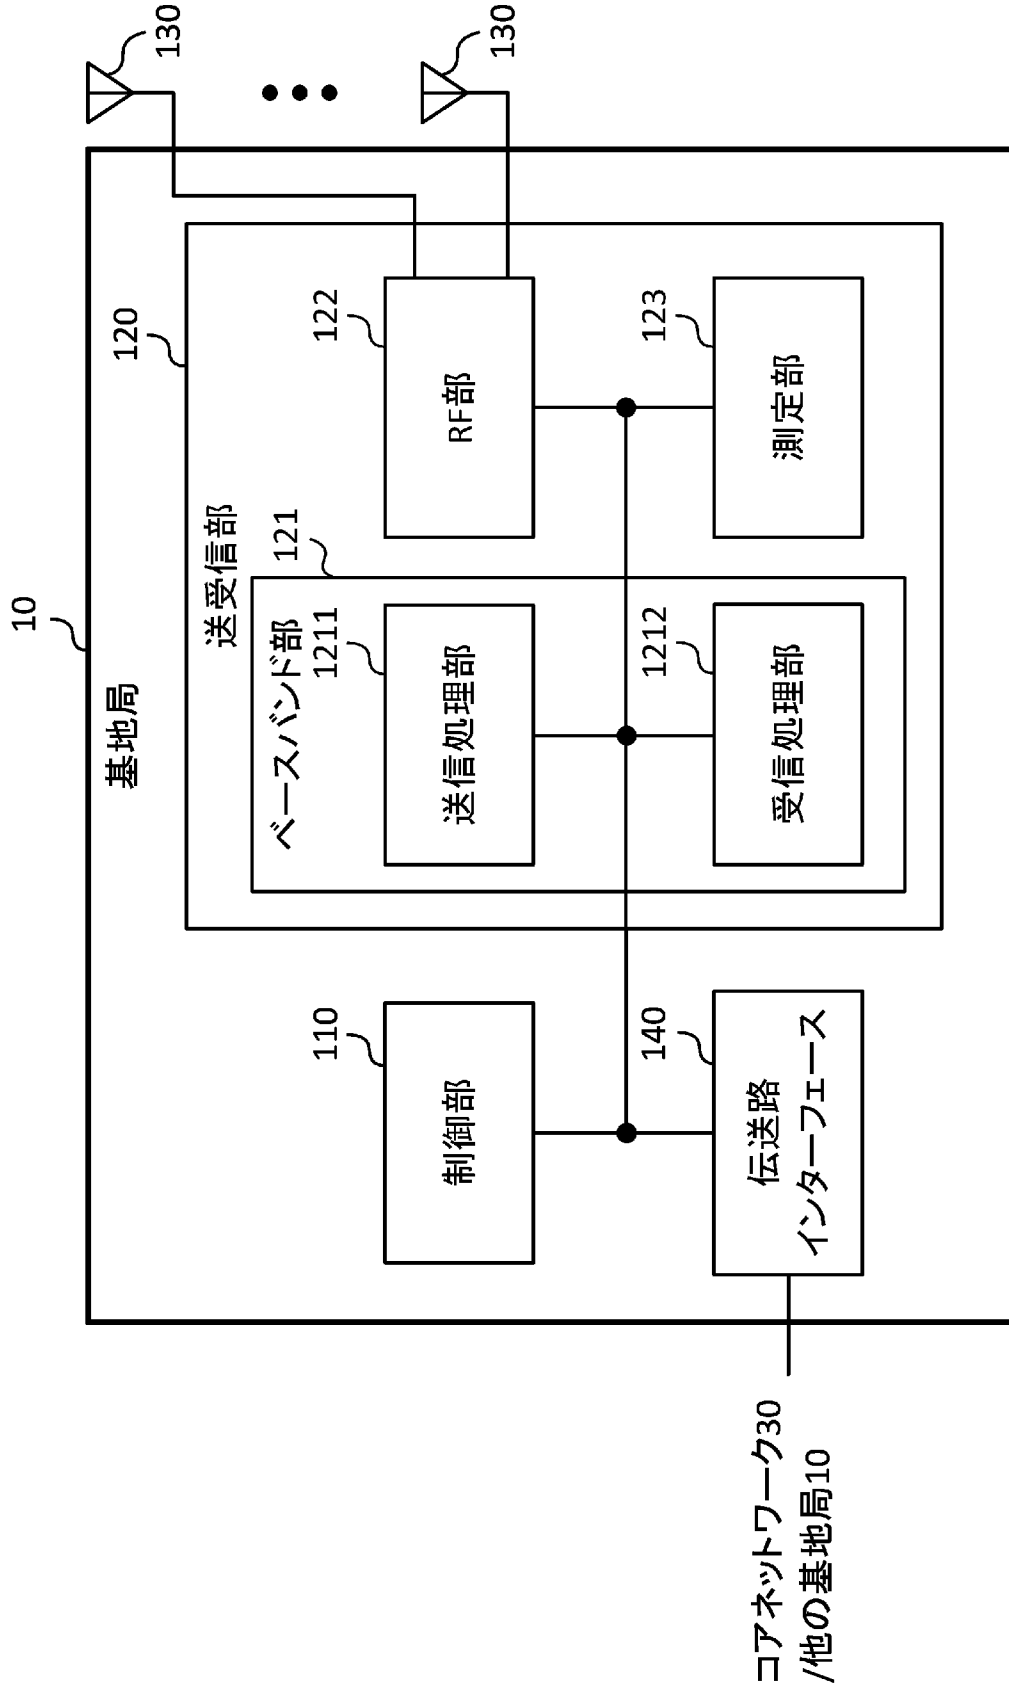 10
基地局
120
送受信部
130
130
121
ベースバンド部
1211
送信処理部
122
RF部
110
制御部
1212
受信処理部
123
測定部
140
伝送路
インターフェース
コアネットワーク30
/他の基地局10